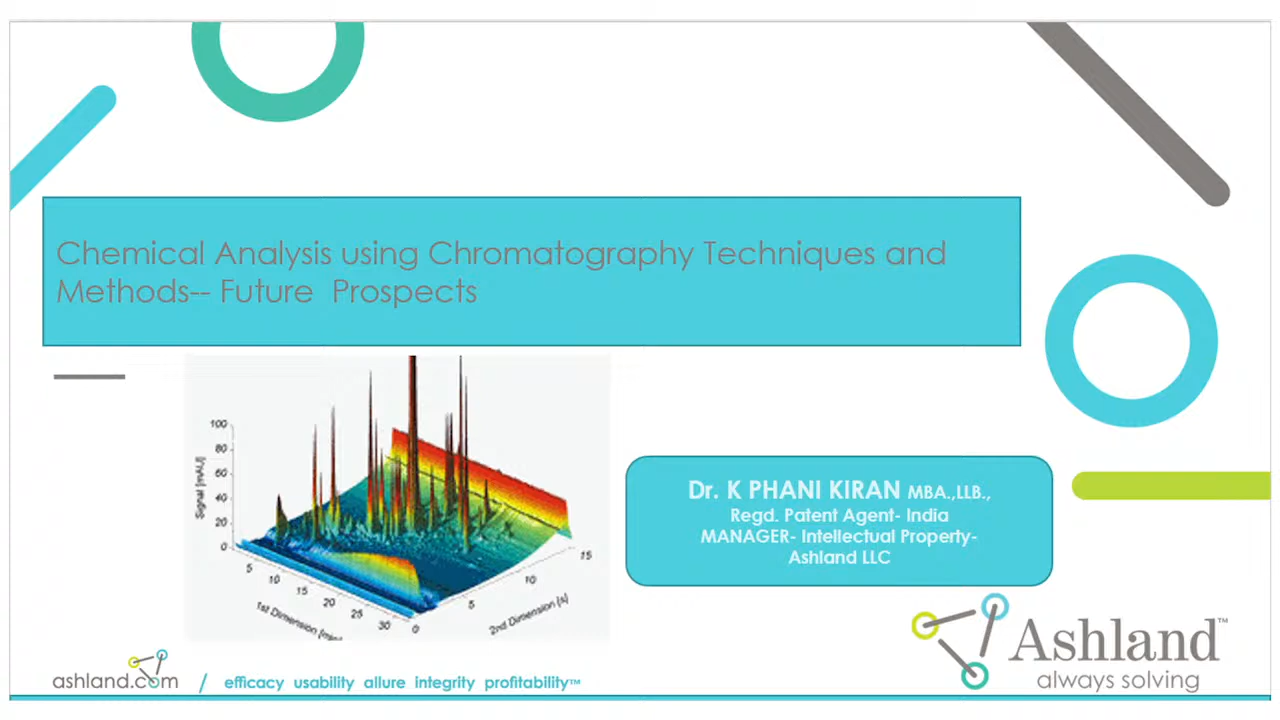 Chemical Analysis using Chromatography Techniques and
Methods-- Future Prospects
100
80
60
40
20
0
Signal [mAU]
5
10
15
20
25
30
1st Dimension
0
5
10
15
2nd Dimension [s]
Dr. K PHANI KIRAN MBA.,LLB.,
Regd. Patent Agent- India
MANAGER- Intellectual Property-
Ashland LLC
Ashland™
always solving
ashland.com / efficacy usability allure integrity profitability™